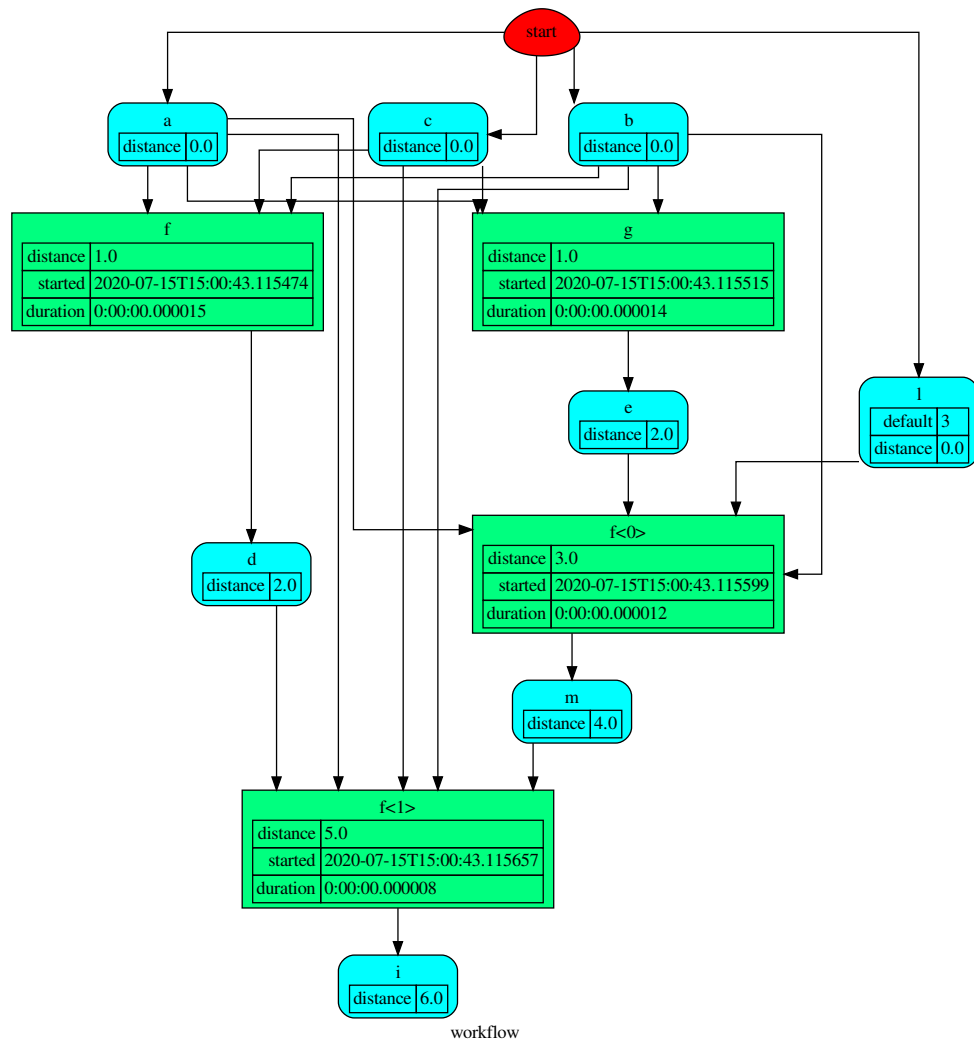 start
a
distance 0.0
c
distance 0.0
b
distance 0.0
f
distance 1.0
started 2020-07-15T15:00:43.115474
duration 0:00:00.000015
g
distance 1.0
started 2020-07-15T15:00:43.115515
duration 0:00:00.000014
l
default 3
distance 0.0
e
distance 2.0
f<0>
distance 3.0
started 2020-07-15T15:00:43.115599
duration 0:00:00.000012
d
distance 2.0
m
distance 4.0
f<1>
distance 5.0
started 2020-07-15T15:00:43.115657
duration 0:00:00.000008
i
distance 6.0
workflow